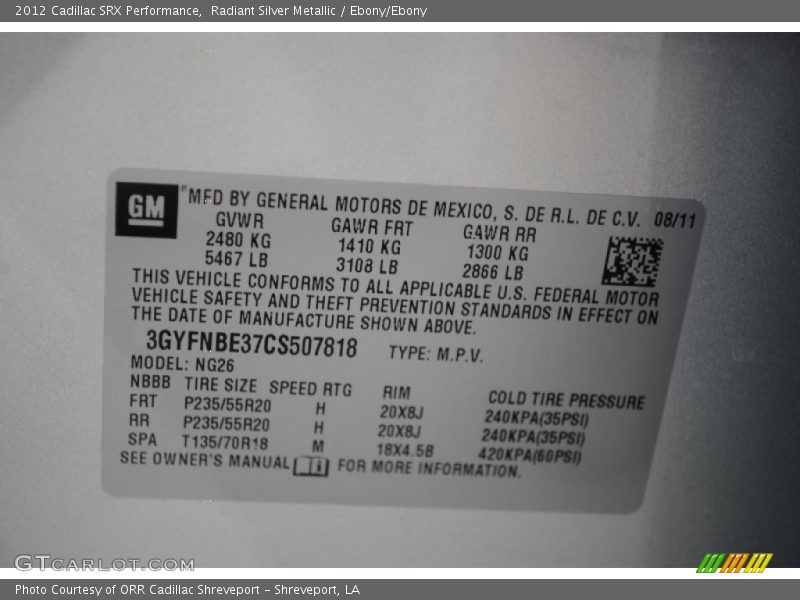 2012 Cadillac SRX Performance, Radiant Silver Metallic / Ebony/Ebony
GM
MFD BY GENERAL MOTORS DE MEXICO, S. DE R.L. DE C.V. 08/11
GVWR GAWR FRT GAWR RR
2480 KG 1410 KG 1300 KG
5467 LB 3108 LB 2866 LB
THIS VEHICLE CONFORMS TO ALL APPLICABLE U.S. FEDERAL MOTOR
VEHICLE SAFETY AND THEFT PREVENTION STANDARDS IN EFFECT ON
THE DATE OF MANUFACTURE SHOWN ABOVE.
3GYFNBE37CS507818 TYPE: M.P.V.
MODEL: NG26
NBBB TIRE SIZE SPEED RTG RIM COLD TIRE PRESSURE
FRT P235/55R20 H 20X8J 240KPA(35PSI)
RR P235/55R20 H 20X8J 240KPA(35PSI)
SPA T135/70R18 M 18X4.5B 420KPA(60PSI)
SEE OWNER'S MANUAL i FOR MORE INFORMATION.
GTCARLOT.COM
Photo Courtesy of ORR Cadillac Shreveport - Shreveport, LA